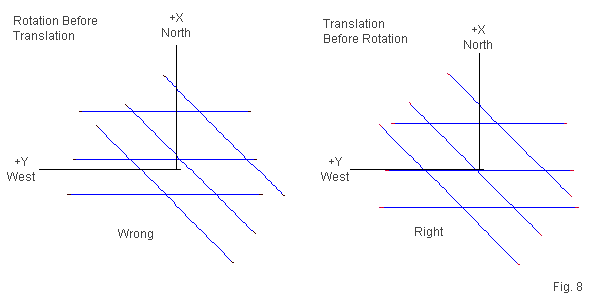 Rotation Before
Translation
+X
North
+Y
West
Wrong
Translation
Before Rotation
+X
North
+Y
West
Right
Fig. 8